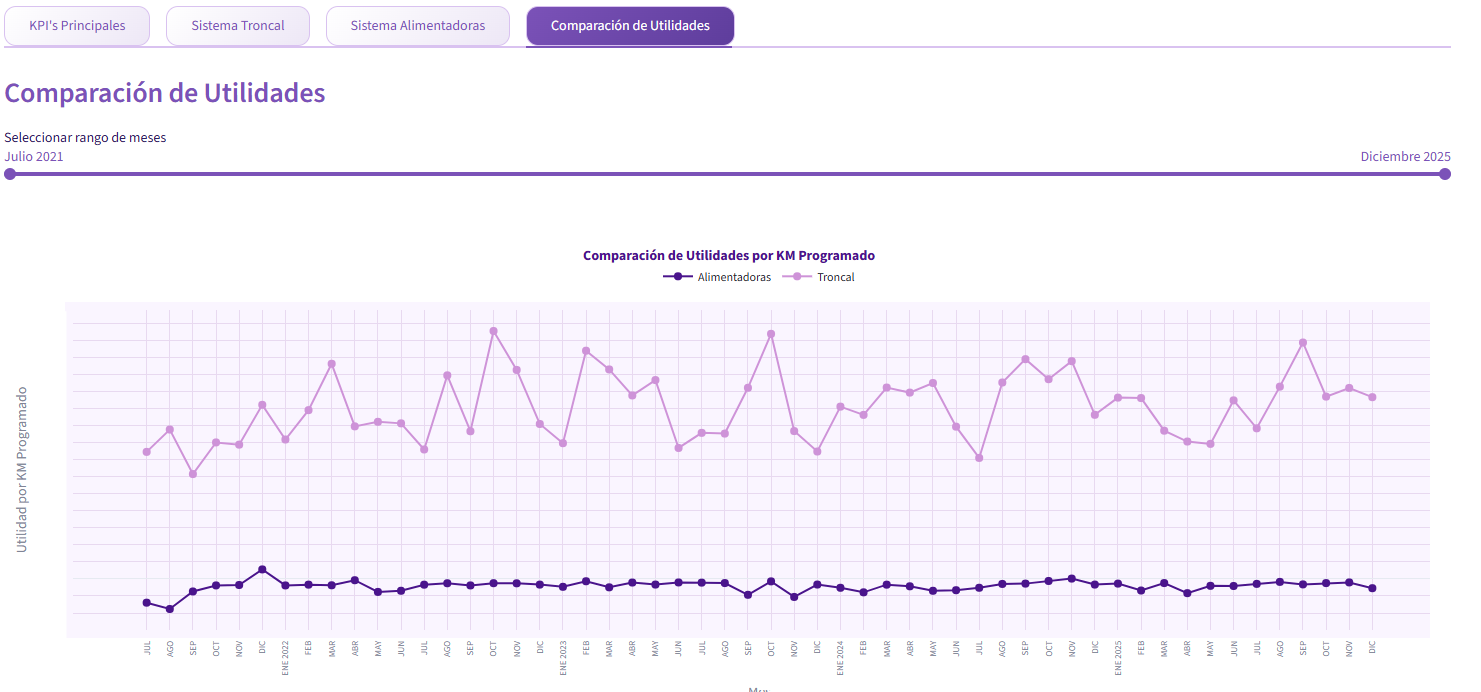 KPI's Principales
Sistema Troncal
Sistema Alimentadoras
Comparación de Utilidades
Comparación de Utilidades
Seleccionar rango de meses
Julio 2021
Diciembre 2025
Comparación de Utilidades por KM Programado
Alimentadoras
Troncal
Utilidad por KM Programado
JUL
AGO
SEP
OCT
NOV
DIC
ENE 2022
FEB
MAR
ABR
MAY
JUN
JUL
AGO
SEP
OCT
NOV
DIC
ENE 2023
FEB
MAR
ABR
MAY
JUN
JUL
AGO
SEP
OCT
NOV
DIC
ENE 2024
FEB
MAR
ABR
MAY
JUN
JUL
AGO
SEP
OCT
NOV
DIC
ENE 2025
FEB
MAR
ABR
MAY
JUN
JUL
AGO
SEP
OCT
NOV
DIC